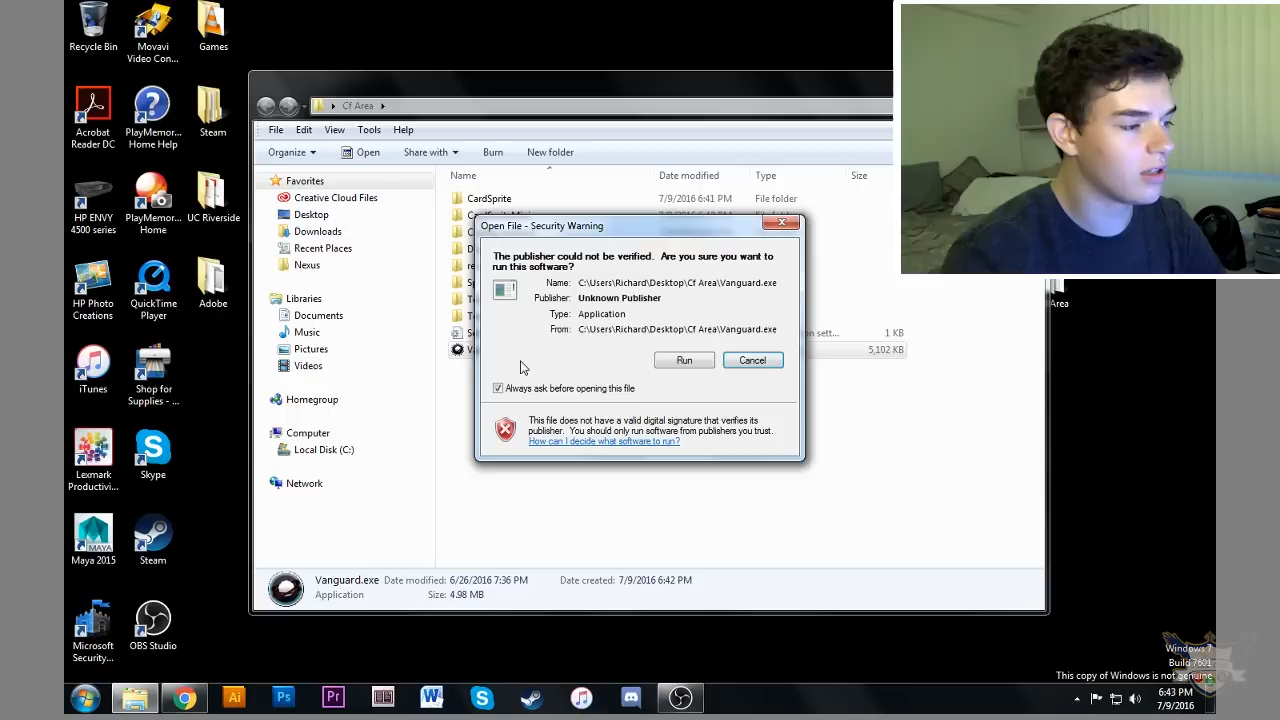 Recycle Bin
Movavi
Video Con...
Games
Acrobat
Reader DC
PlayMemor...
Home Help
Steam
HP ENVY
4500 series
PlayMemor...
Home
UC Riverside
HP Photo
Creations
QuickTime
Player
Adobe
iTunes
Shop for
Supplies - ...
Lexmark
Productivi...
Skype
Maya 2015
Steam
Microsoft
Security...
OBS Studio
Cf Area
File Edit View Tools Help
Organize Open Share with Burn New folder
Favorites
Creative Cloud Files
Desktop
Downloads
Recent Places
Nexus
Libraries
Documents
Music
Pictures
Videos
Homegroup
Computer
Local Disk (C:)
Network
Name Date modified Type Size
CardSprite 7/9/2016 6:41 PM File folder
1 KB
5,102 KB
Open File - Security Warning
The publisher could not be verified. Are you sure you want to
run this software?
Name: C:\Users\Richard\Desktop\Cf Area\Vanguard.exe
Publisher: Unknown Publisher
Type: Application
From: C:\Users\Richard\Desktop\Cf Area\Vanguard.exe
Run Cancel
Always ask before opening this file
This file does not have a valid digital signature that verifies its
publisher. You should only run software from publishers you trust.
How can I decide what software to run?
Vanguard.exe Date modified: 6/26/2016 7:36 PM Date created: 7/9/2016 6:42 PM
Application Size: 4.98 MB
Area
Windows 7
Build 7601
This copy of Windows is not genuine
Ai Ps Pr W S
6:43 PM
7/9/2016